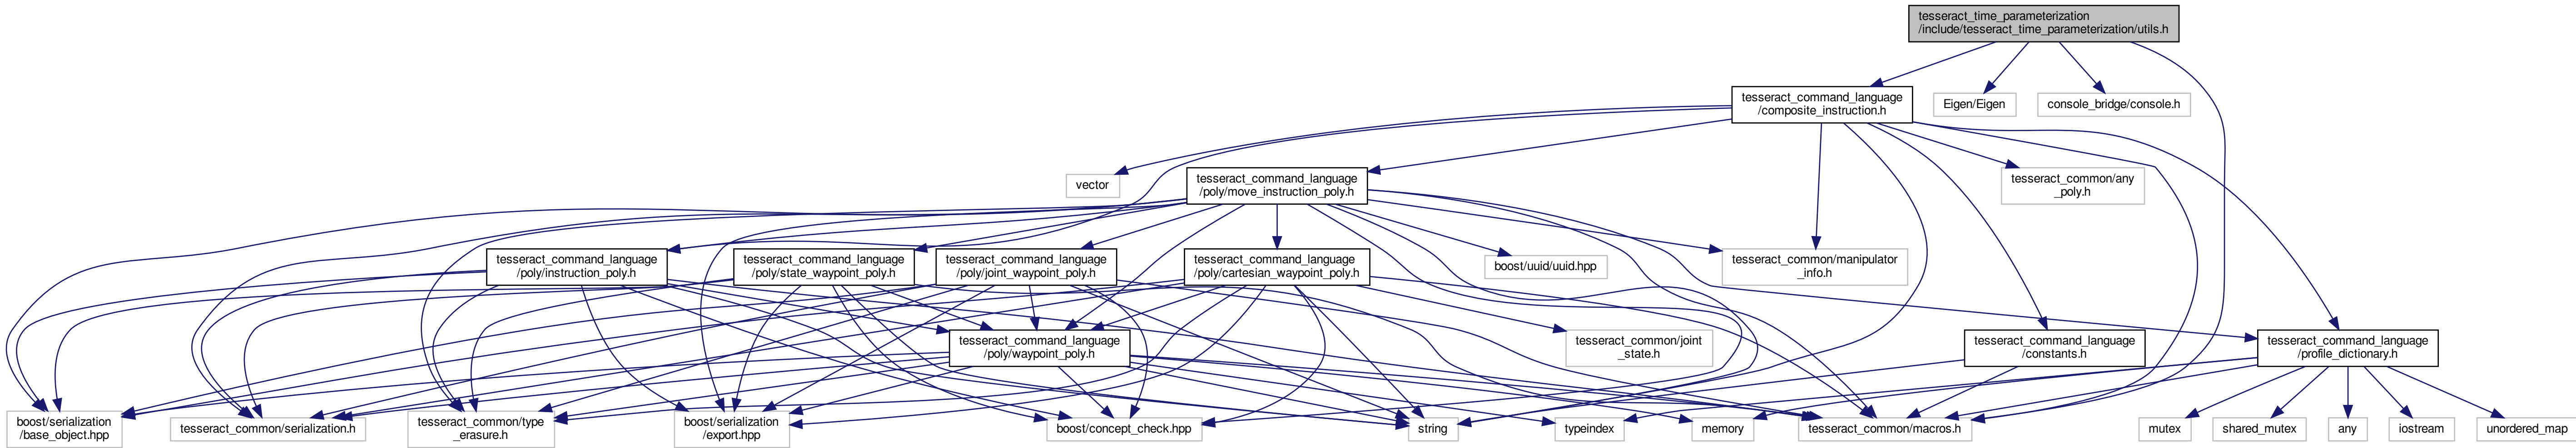 tesseract_time_parameterization
/include/tesseract_time_parameterization/utils.h
tesseract_command_language
/composite_instruction.h
Eigen/Eigen
console_bridge/console.h
vector
tesseract_command_language
/poly/move_instruction_poly.h
tesseract_common/any
_poly.h
tesseract_command_language
/poly/instruction_poly.h
tesseract_command_language
/poly/state_waypoint_poly.h
tesseract_command_language
/poly/joint_waypoint_poly.h
tesseract_command_language
/poly/cartesian_waypoint_poly.h
boost/uuid/uuid.hpp
tesseract_common/manipulator
_info.h
tesseract_command_language
/poly/waypoint_poly.h
tesseract_common/joint
_state.h
tesseract_command_language
/constants.h
tesseract_command_language
/profile_dictionary.h
boost/serialization
/base_object.hpp
tesseract_common/serialization.h
tesseract_common/type
_erasure.h
boost/serialization
/export.hpp
boost/concept_check.hpp
string
typeindex
memory
tesseract_common/macros.h
mutex
shared_mutex
any
iostream
unordered_map